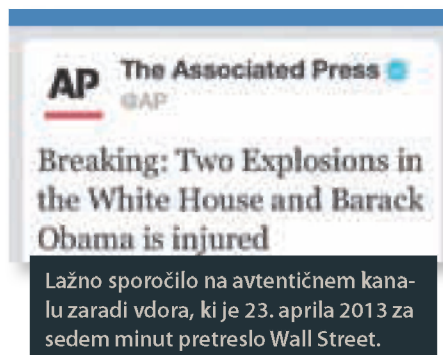 AP The Associated Press
@AP
Breaking: Two Explosions in
the White House and Barack
Obama is injured
Lažno sporočilo na avtentičnem kana-
lu zaradi vdora, ki je 23. aprila 2013 za
sedem minut pretreslo Wall Street.